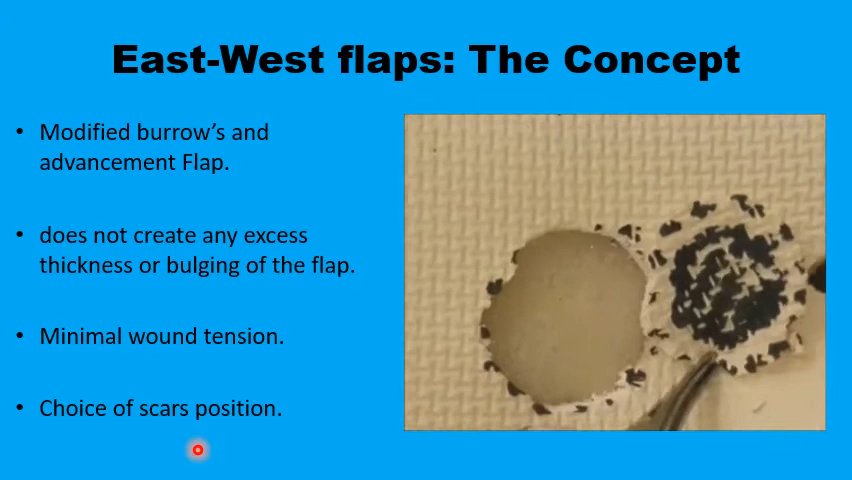 East-West flaps: The Concept
• Modified burrow's and
advancement Flap.
• does not create any excess
thickness or bulging of the flap.
• Minimal wound tension.
• Choice of scars position.